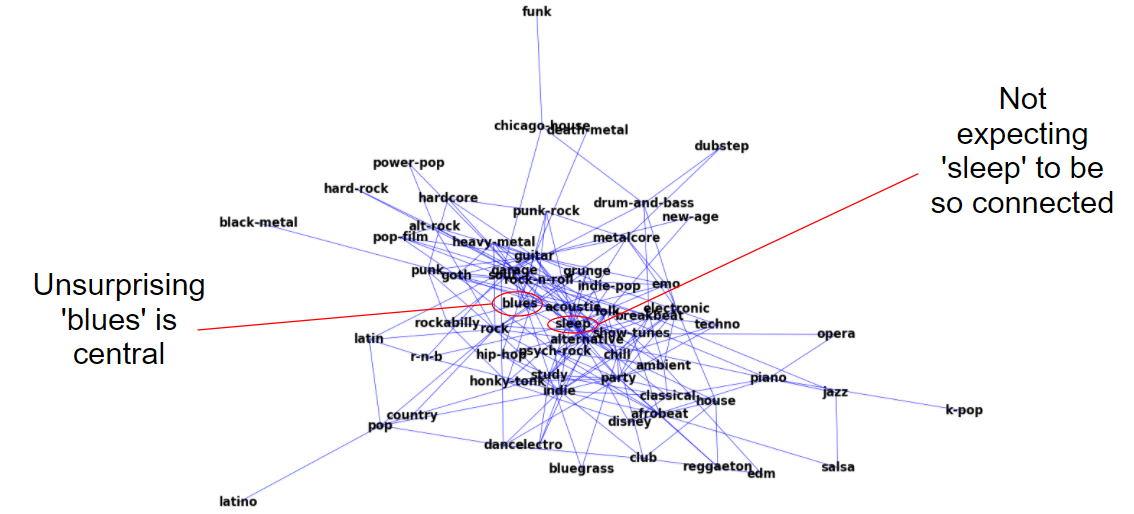 funk
chicago-house
death-metal
dubstep
power-pop
hard-rock
hardcore
drum-and-bass
punk-rock
new-age
black-metal
alt-rock
pop-film
heavy-metal
metalcore
guitar
punk
goth
soul
garage
grunge
rock-n-roll
indie-pop
emo
blues
acoustic
folk
electronic
breakbeat
rockabilly
rock
sleep
show-tunes
techno
latin
alternative
opera
r-n-b
hip-hop
psych-rock
chill
ambient
honky-tonk
study
party
piano
indie
classical
house
jazz
country
pop
disney
afrobeat
k-pop
dance
electro
club
bluegrass
reggaeton
edm
salsa
latino
Unsurprising
'blues' is
central
Not
expecting
'sleep' to be
so connected